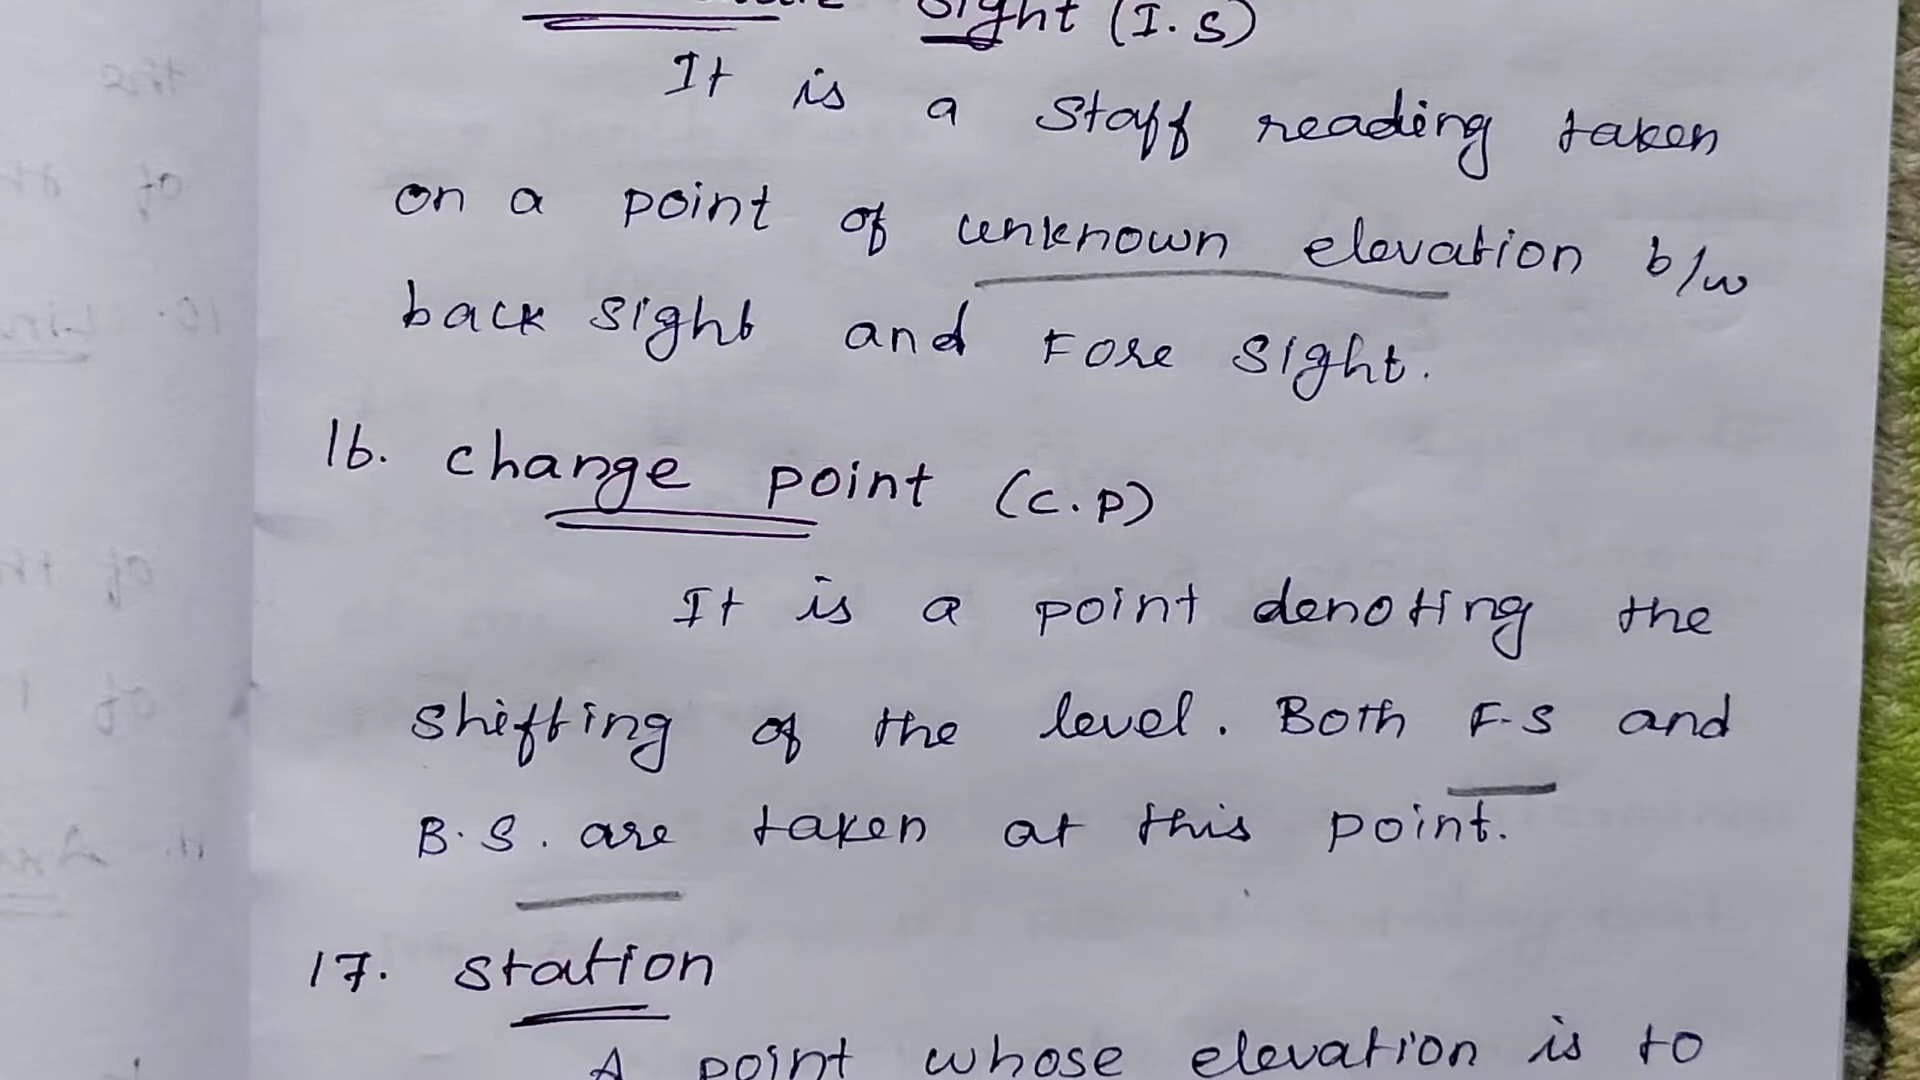 Sight (I.S)
It is a staff reading taken
on a point of unknown elevation b/w
back sight and Fore sight.
16. change point (C.P)
It is a point denoting the
shifting of the level. Both F.S and
B.S. are taken at this point.
17. station
A point whose elevation is to